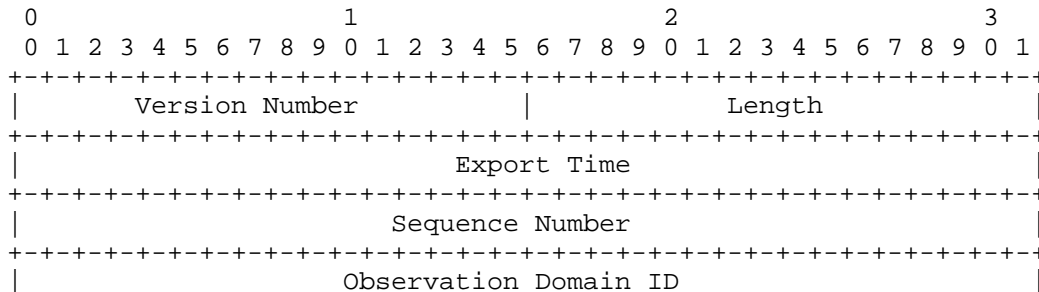 0                   1                   2                   3
0 1 2 3 4 5 6 7 8 9 0 1 2 3 4 5 6 7 8 9 0 1 2 3 4 5 6 7 8 9 0 1
+-+-+-+-+-+-+-+-+-+-+-+-+-+-+-+-+-+-+-+-+-+-+-+-+-+-+-+-+-+-+-+-+
|       Version Number          |            Length             |
+-+-+-+-+-+-+-+-+-+-+-+-+-+-+-+-+-+-+-+-+-+-+-+-+-+-+-+-+-+-+-+-+
|                           Export Time                         |
+-+-+-+-+-+-+-+-+-+-+-+-+-+-+-+-+-+-+-+-+-+-+-+-+-+-+-+-+-+-+-+-+
|                       Sequence Number                         |
+-+-+-+-+-+-+-+-+-+-+-+-+-+-+-+-+-+-+-+-+-+-+-+-+-+-+-+-+-+-+-+-+
|                    Observation Domain ID                      |